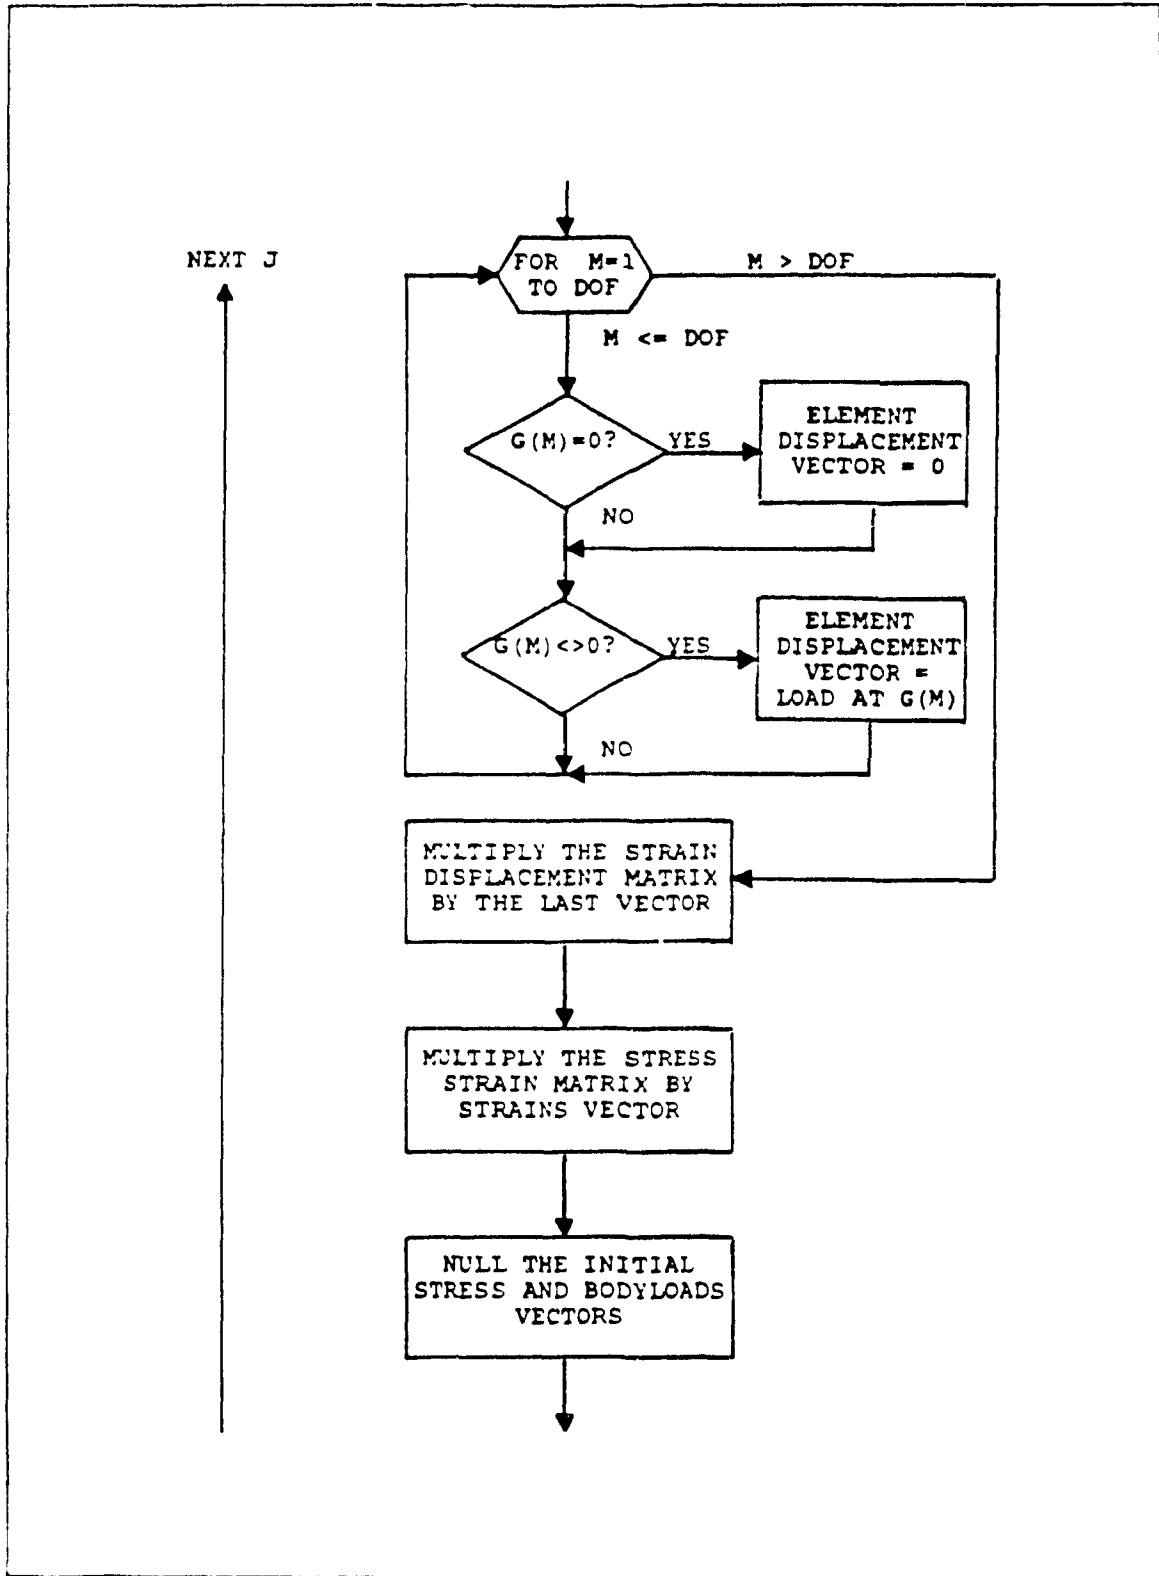 NEXT J
FOR M=1
TO DOF
M > DOF
M <= DOF
G(M)=0?
YES
ELEMENT
DISPLACEMENT
VECTOR = 0
NO
G(M)<>0?
YES
ELEMENT
DISPLACEMENT
VECTOR =
LOAD AT G(M)
NO
MULTIPLY THE STRAIN
DISPLACEMENT MATRIX
BY THE LAST VECTOR
MULTIPLY THE STRESS
STRAIN MATRIX BY
STRAINS VECTOR
NULL THE INITIAL
STRESS AND BODYLOADS
VECTORS